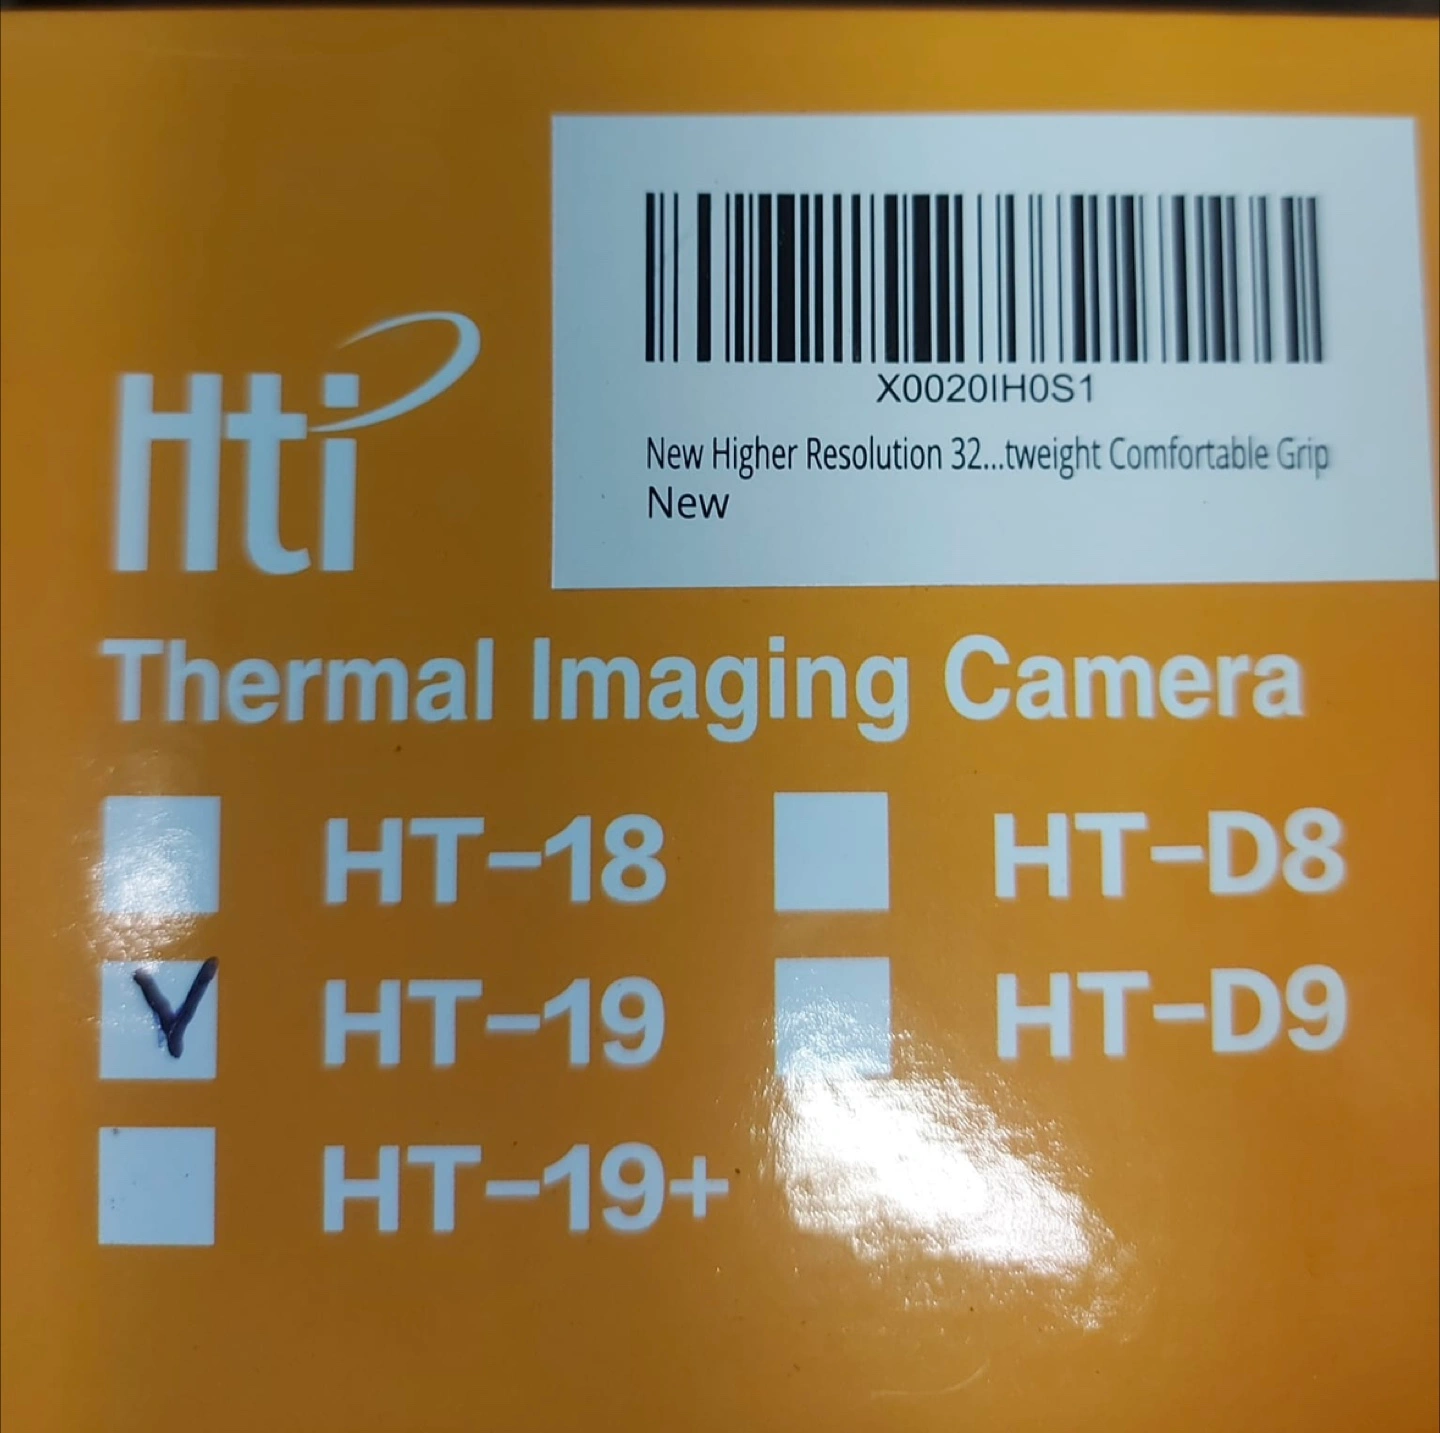 X0020IH0S1
New Higher Resolution 32...tweight Comfortable Grip
New
Hti
Thermal Imaging Camera
HT-18
HT-D8
HT-19
HT-D9
HT-19+